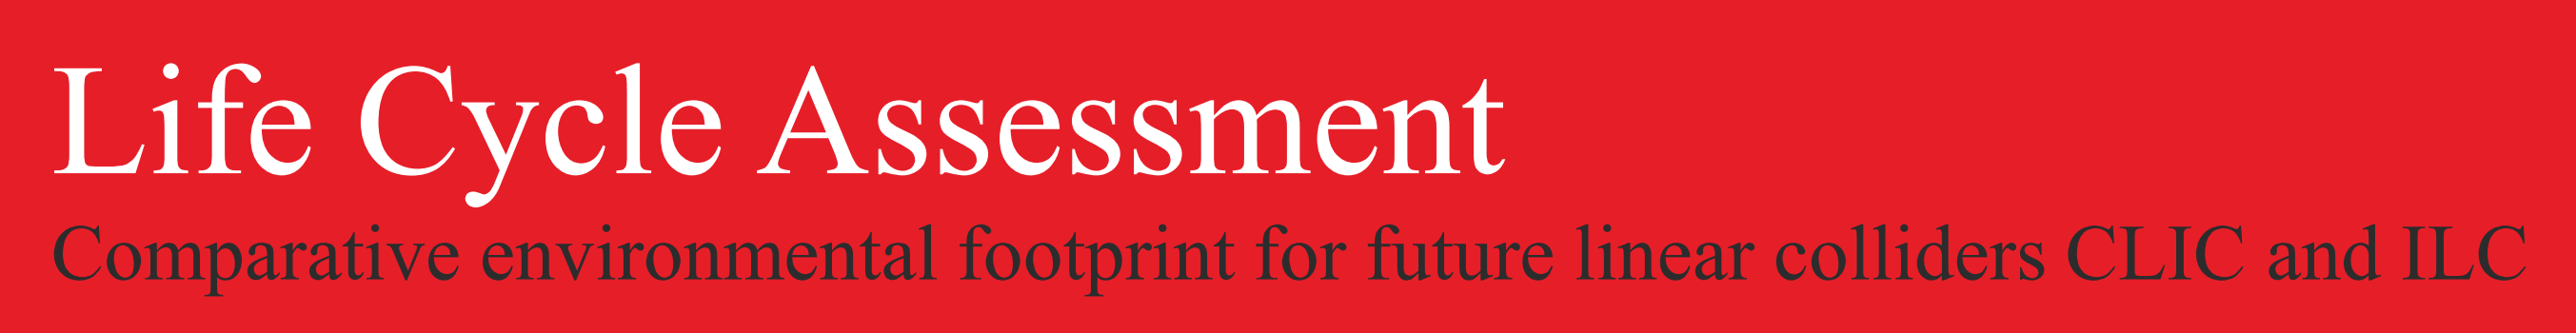 Life Cycle Assessment
Comparative environmental footprint for future linear colliders CLIC and ILC